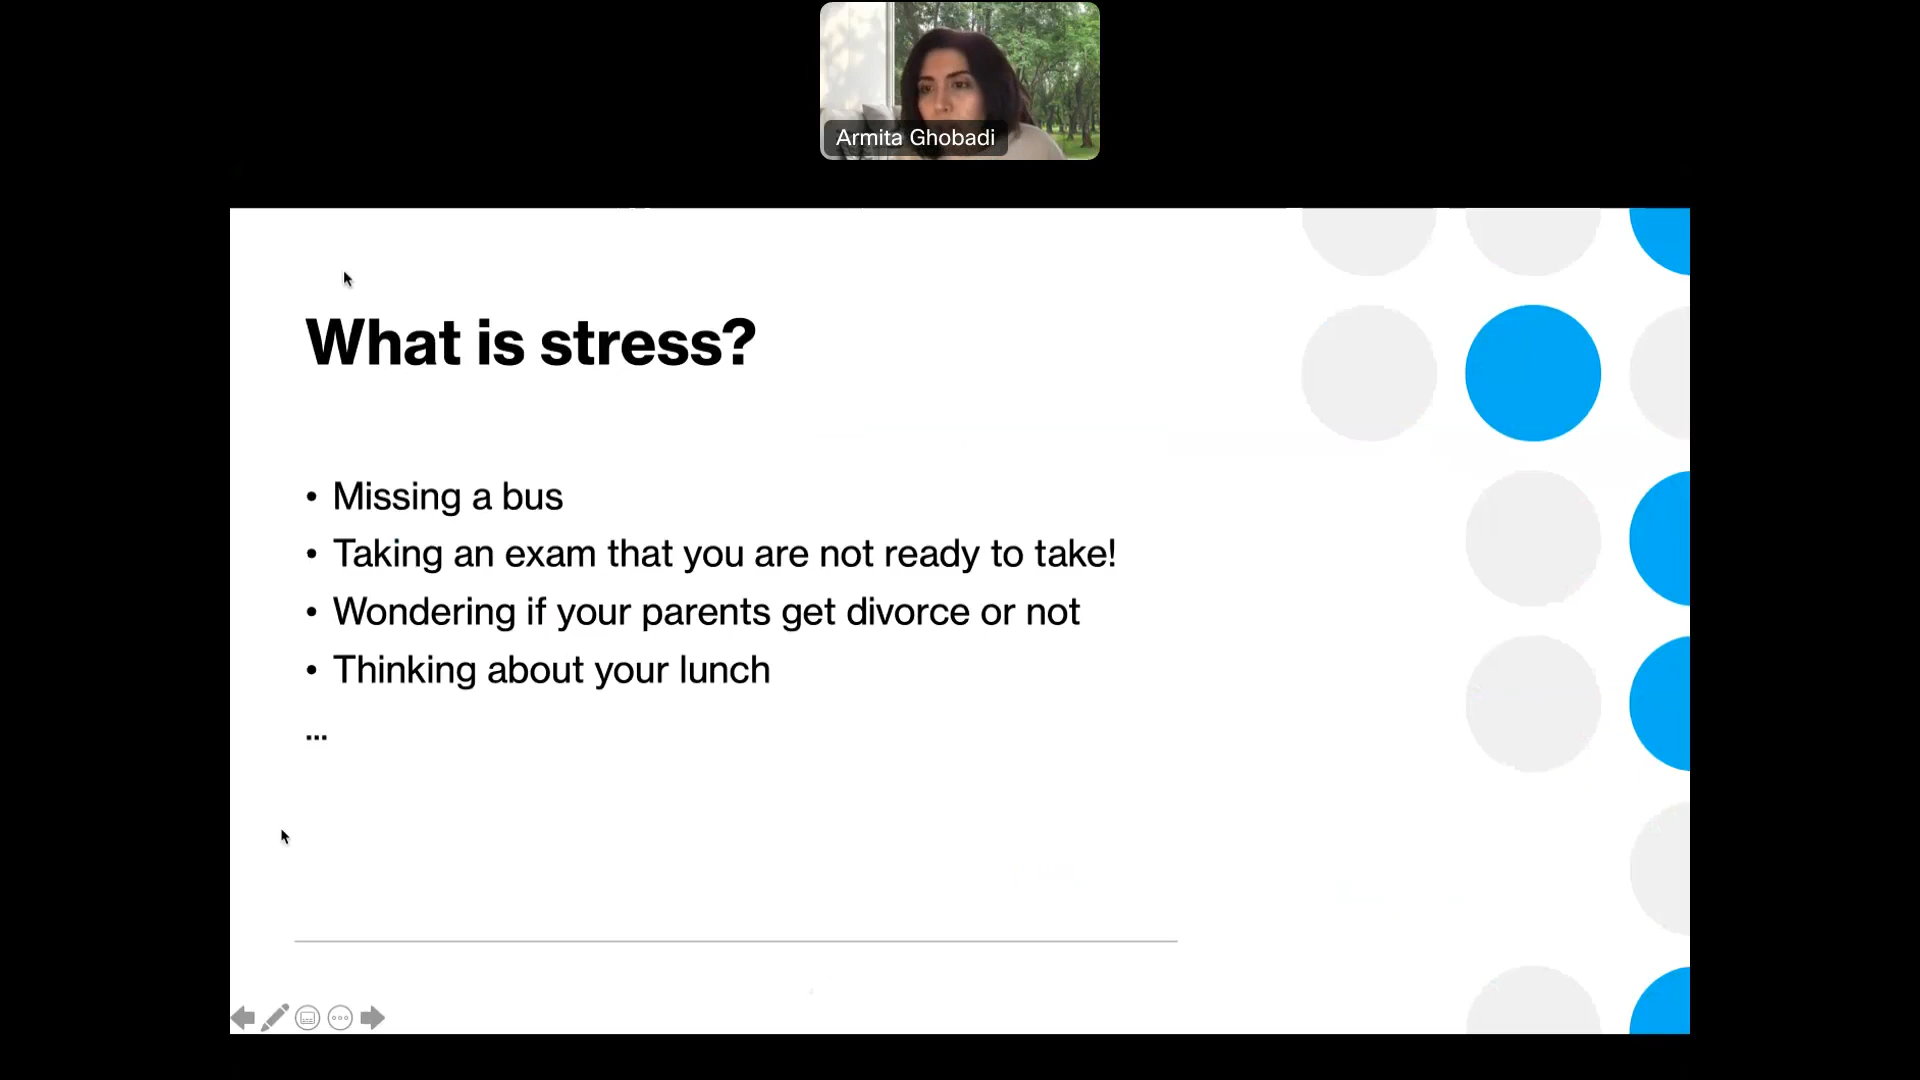 Armita Ghobadi
What is stress?
• Missing a bus
• Taking an exam that you are not ready to take!
• Wondering if your parents get divorce or not
• Thinking about your lunch
...